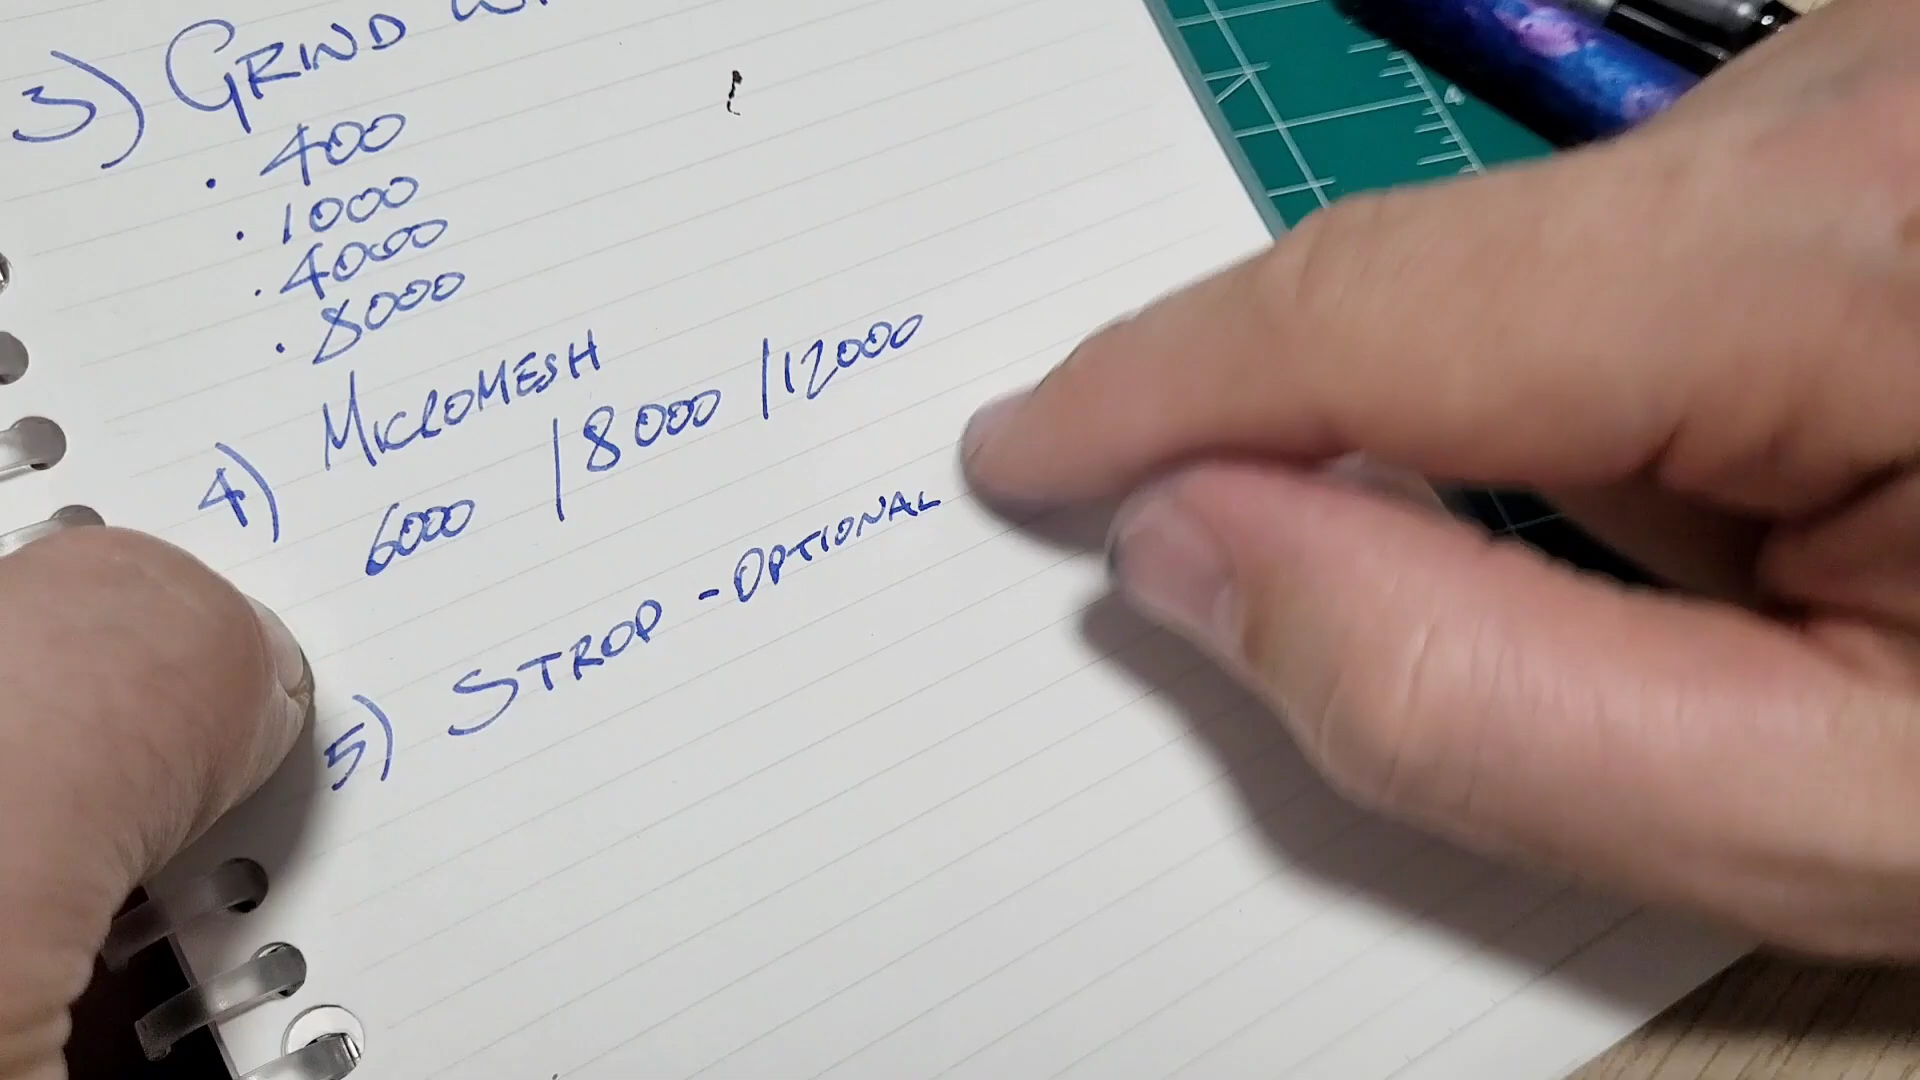 3) GRIND
· 400
· 1000
· 4000
· 8000
4) MICROMESH
6000 / 8000 / 12000
5) STROP - OPTIONAL